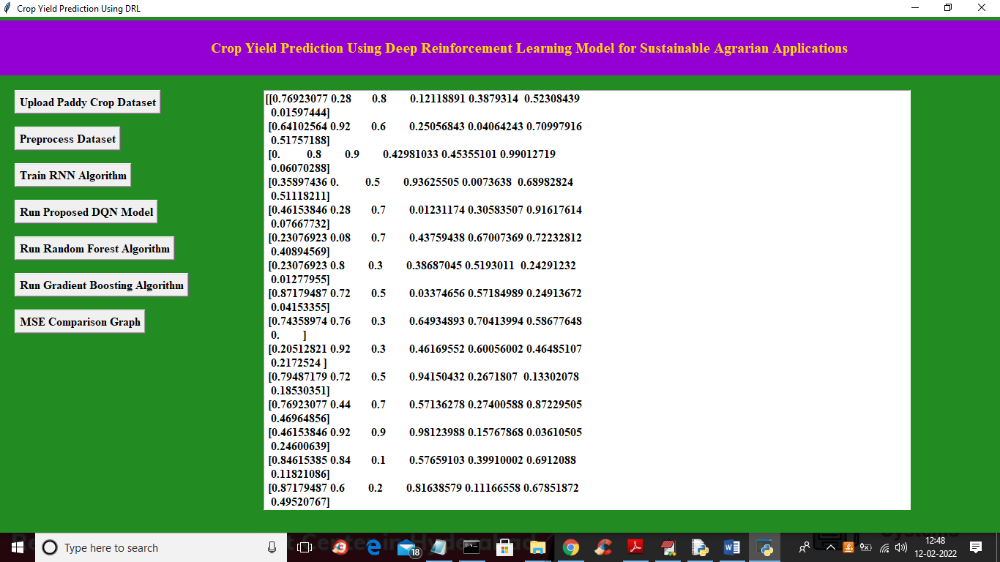 Crop Yield Prediction Using DRL
Crop Yield Prediction Using Deep Reinforcement Learning Model for Sustainable Agrarian Applications
Upload Paddy Crop Dataset
Preprocess Dataset
Train RNN Algorithm
Run Proposed DQN Model
Run Random Forest Algorithm
Run Gradient Boosting Algorithm
MSE Comparison Graph
[[0.76923077 0.28 0.8 0.12118891 0.3879314 0.52308439
0.01597444]
[0.64102564 0.92 0.6 0.25056843 0.04064243 0.70997916
0.51757188]
[0. 0.8 0.9 0.42981033 0.45355101 0.99012719
0.06070288]
[0.35897436 0. 0.5 0.93625505 0.0073638 0.68982824
0.51118211]
[0.46153846 0.28 0.7 0.01231174 0.30583507 0.91617614
0.07667732]
[0.23076923 0.08 0.7 0.43759438 0.67007369 0.72232812
0.40894569]
[0.23076923 0.8 0.3 0.38687045 0.5193011 0.24291232
0.01277955]
[0.87179487 0.72 0.5 0.03374656 0.57184989 0.24913672
0.04153355]
[0.74358974 0.76 0.3 0.64934893 0.70413994 0.58677648
0. ]
[0.20512821 0.92 0.3 0.46169552 0.60056002 0.46485107
0.2172524 ]
[0.79487179 0.72 0.5 0.94150432 0.2671807 0.13302078
0.18530351]
[0.76923077 0.44 0.7 0.57136278 0.27400588 0.87229505
0.46964856]
[0.46153846 0.92 0.9 0.98123988 0.15767868 0.03610505
0.24600639]
[0.84615385 0.84 0.1 0.57659103 0.39910002 0.6912088
0.11821086]
[0.87179487 0.6 0.2 0.81638579 0.11166558 0.67851872
0.49520767]
Type here to search
18
12:48
12-02-2022